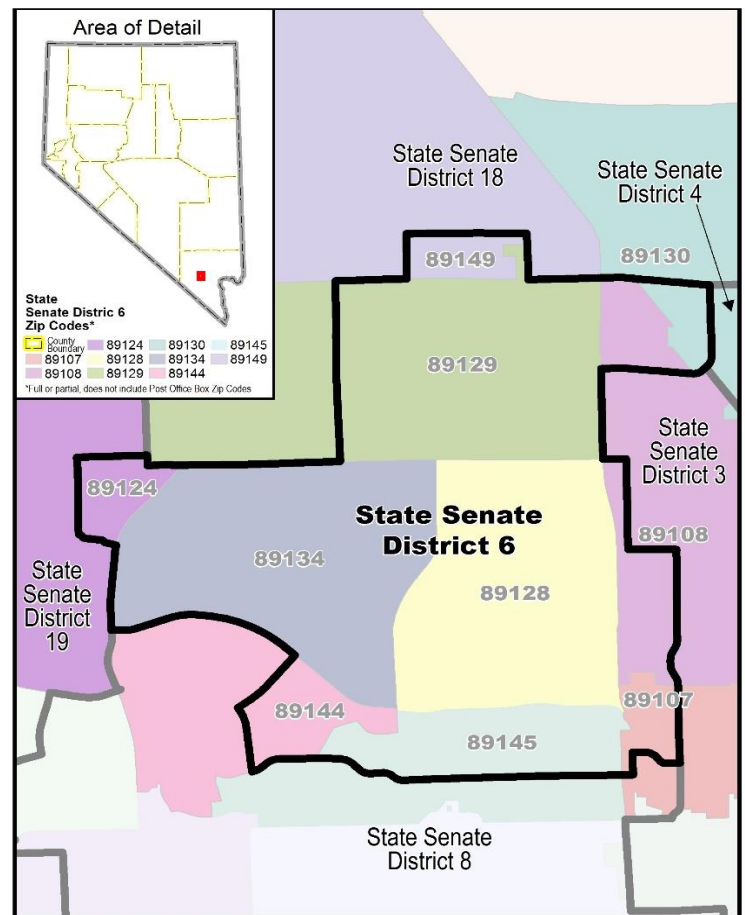 Area of Detail
State
Senate Distric 6
Zip Codes*
County
Boundary
89107
89108
89124
89128
89129
89130
89134
89144
89145
89149
*Full or partial, does not include Post Office Box Zip Codes
State Senate
District 18
State Senate
District 4
89149
89130
89129
State
Senate
District 3
89124
State Senate
District 6
89108
89134
State
Senate
District
19
89128
89144
89107
89145
State Senate
District 8